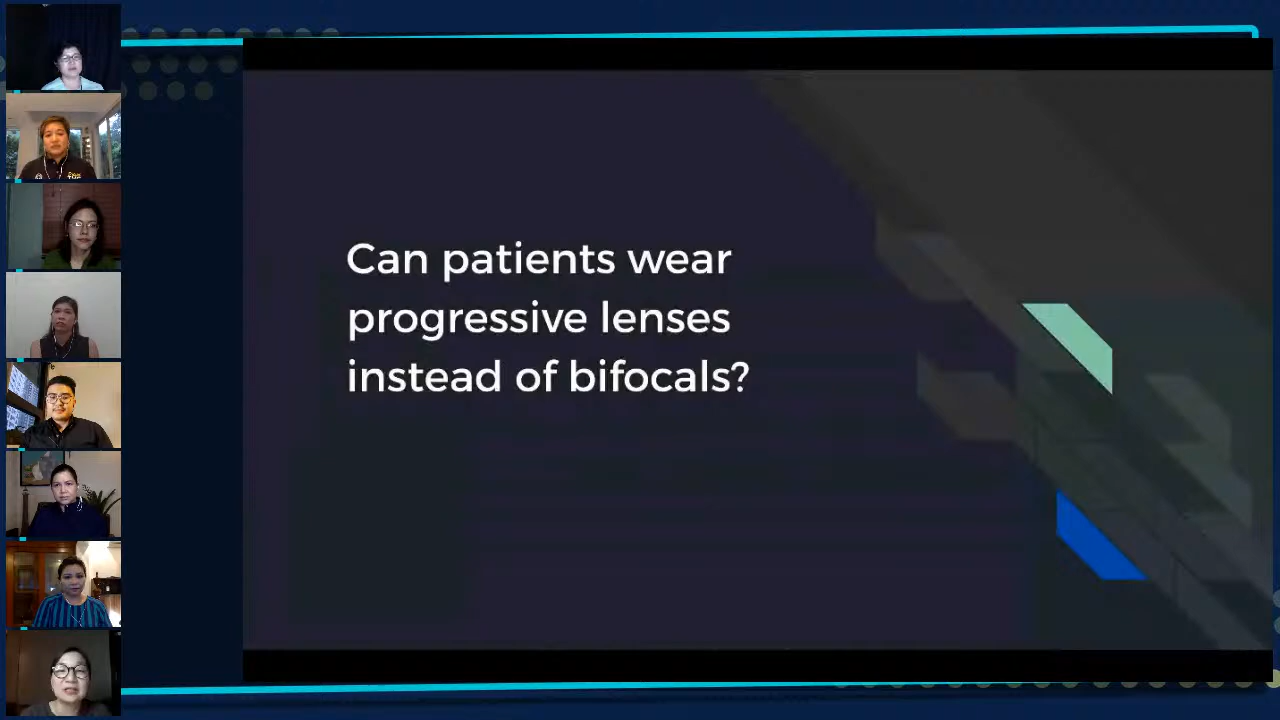 Can patients wear
progressive lenses
instead of bifocals?